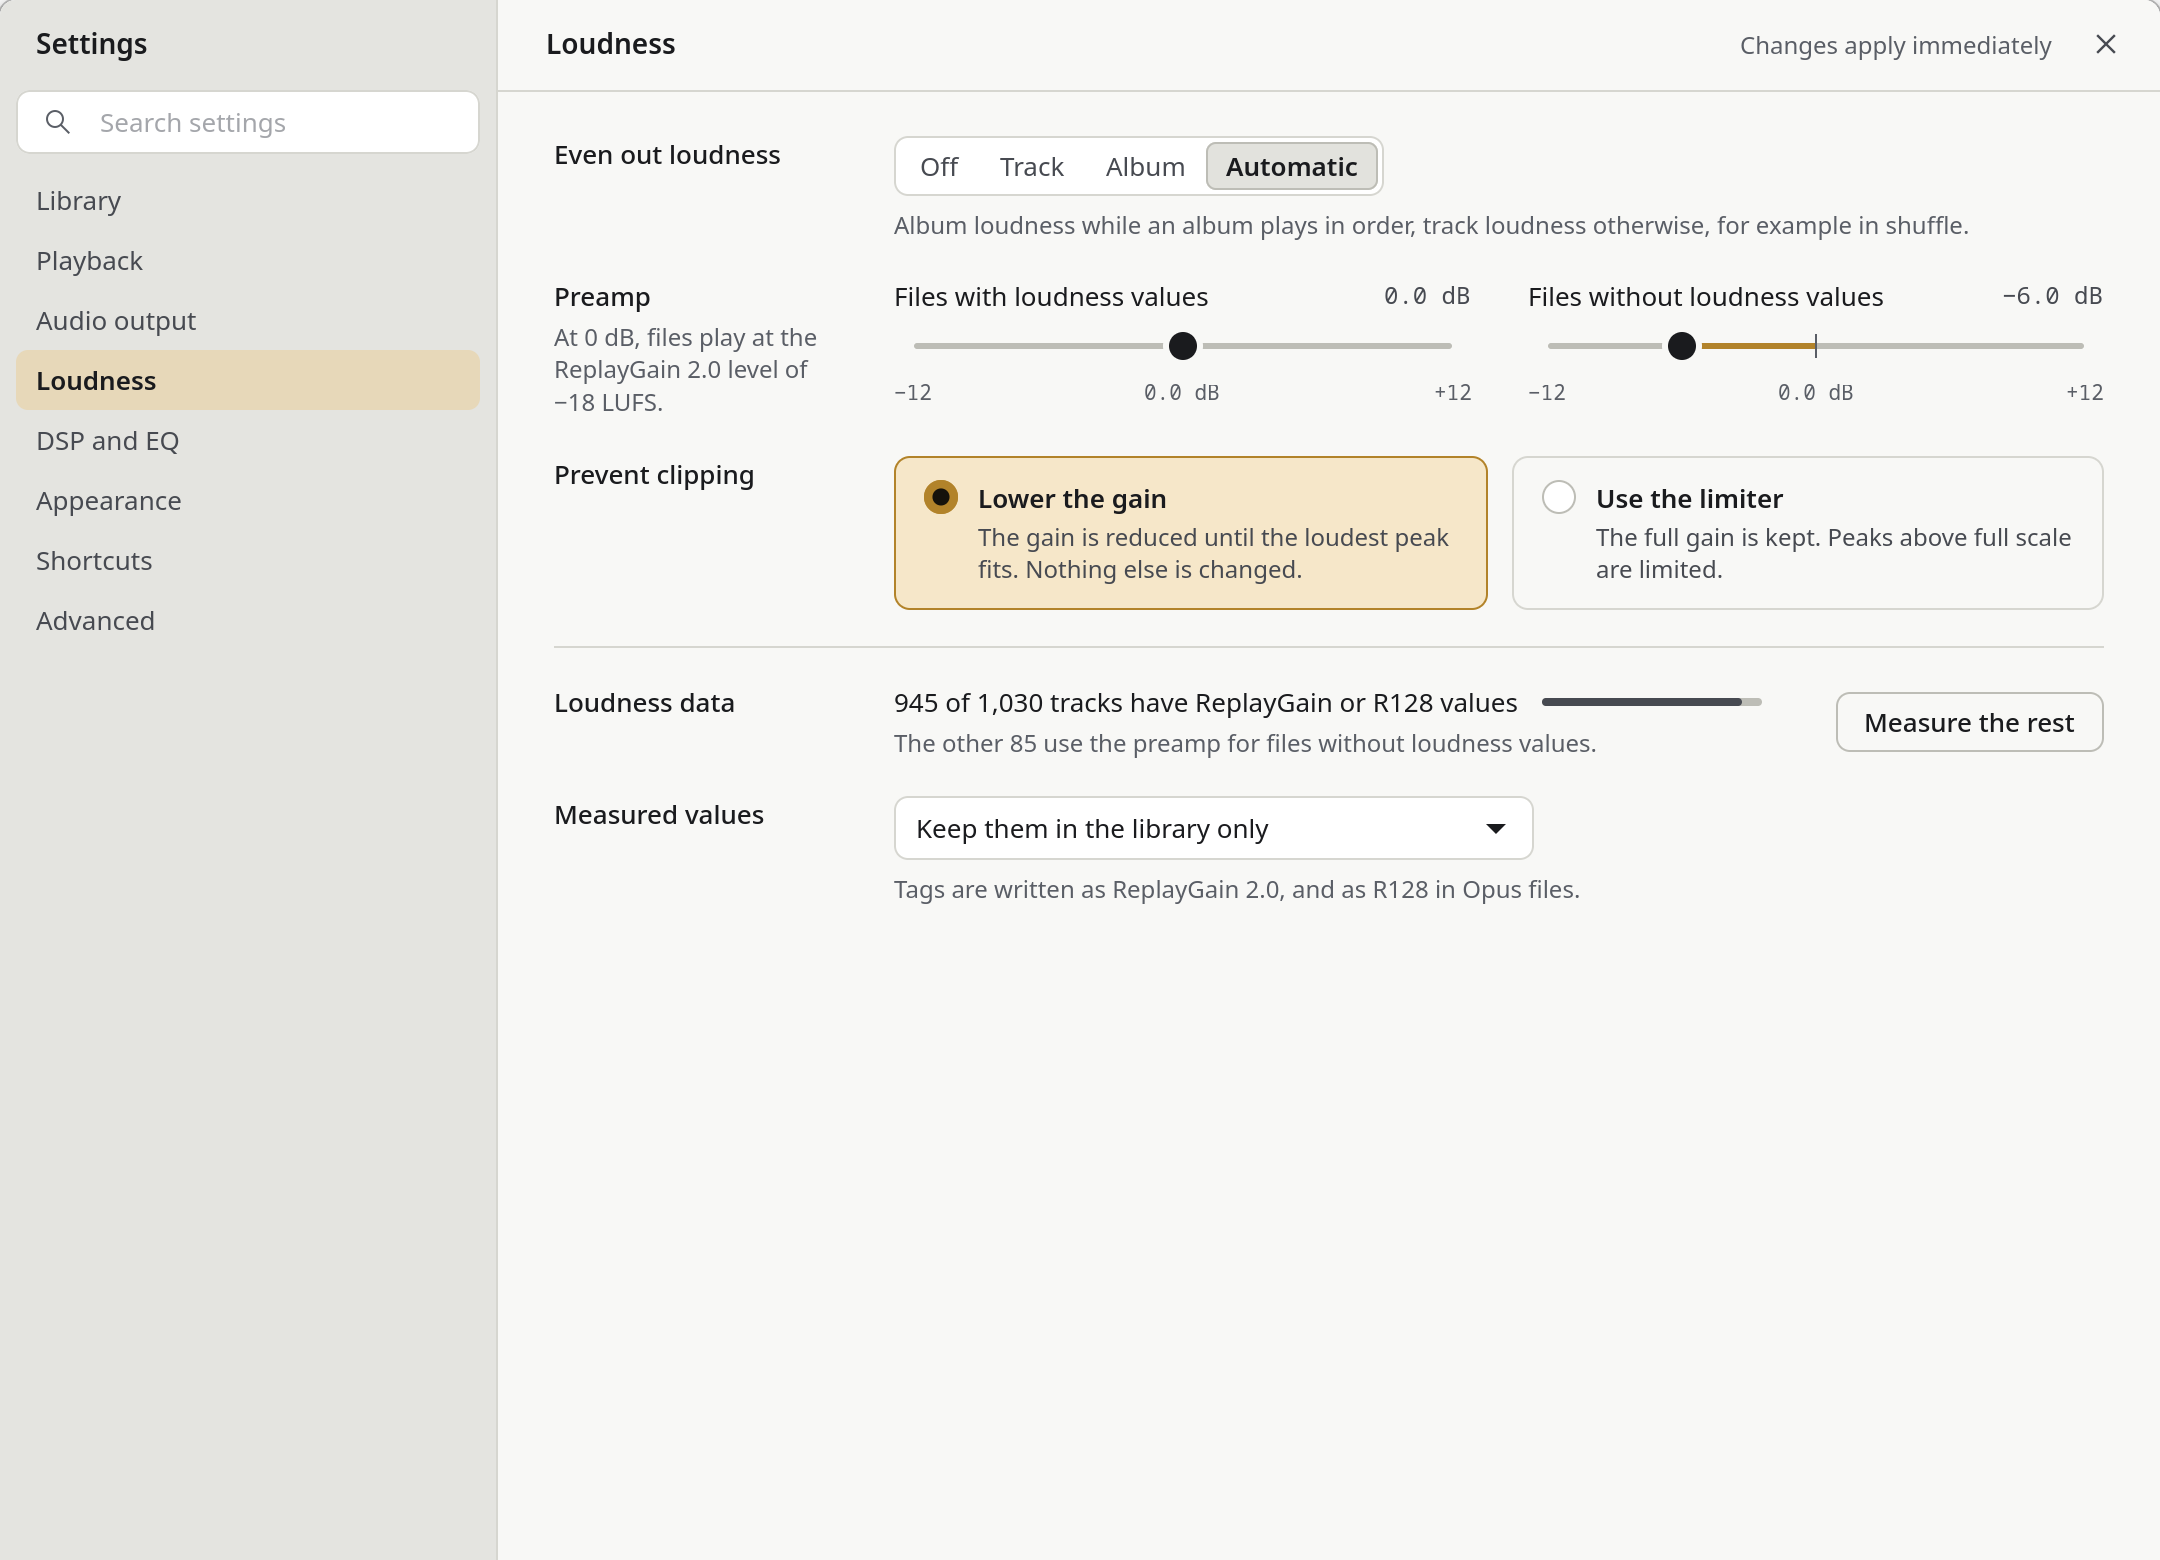 Settings
Search settings
Library
Playback
Audio output
Loudness
DSP and EQ
Appearance
Shortcuts
Advanced
Loudness
Changes apply immediately
Even out loudness
Off Track Album Automatic
Album loudness while an album plays in order, track loudness otherwise, for example in shuffle.
Preamp
At 0 dB, files play at the
ReplayGain 2.0 level of
−18 LUFS.
Files with loudness values 0.0 dB
−12 0.0 dB +12
Files without loudness values −6.0 dB
−12 0.0 dB +12
Prevent clipping
Lower the gain
The gain is reduced until the loudest peak
fits. Nothing else is changed.
Use the limiter
The full gain is kept. Peaks above full scale
are limited.
Loudness data
945 of 1,030 tracks have ReplayGain or R128 values
The other 85 use the preamp for files without loudness values.
Measure the rest
Measured values
Keep them in the library only
Tags are written as ReplayGain 2.0, and as R128 in Opus files.